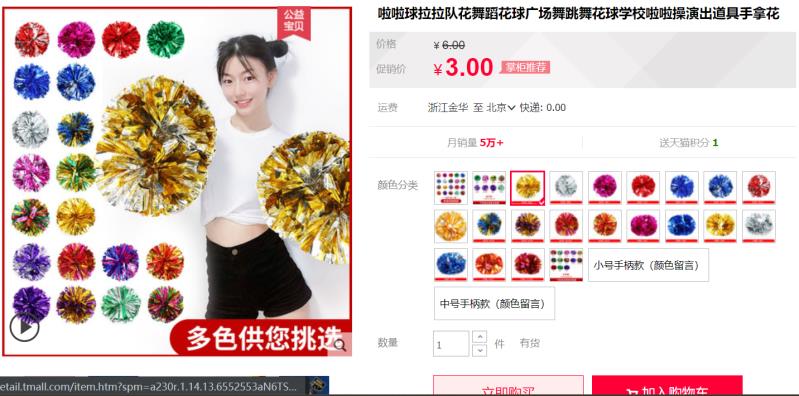 啦啦球拉拉队花舞蹈花球广场舞跳舞花球学校啦啦操演出道具手拿花
公益
宝贝
价格 ¥ 6.00
促销价 ¥ 3.00 掌柜推荐
运费 浙江金华 至 北京 快递: 0.00
月销量 5万+ 送天猫积分 1
颜色分类
小号手柄款（颜色留言）
中号手柄款（颜色留言）
多色供您挑选
数量 1 件 有货
立即购买 加入购物车
etail.tmall.com/item.htm?spm=a230r.1.14.13.6552553aN6TS...